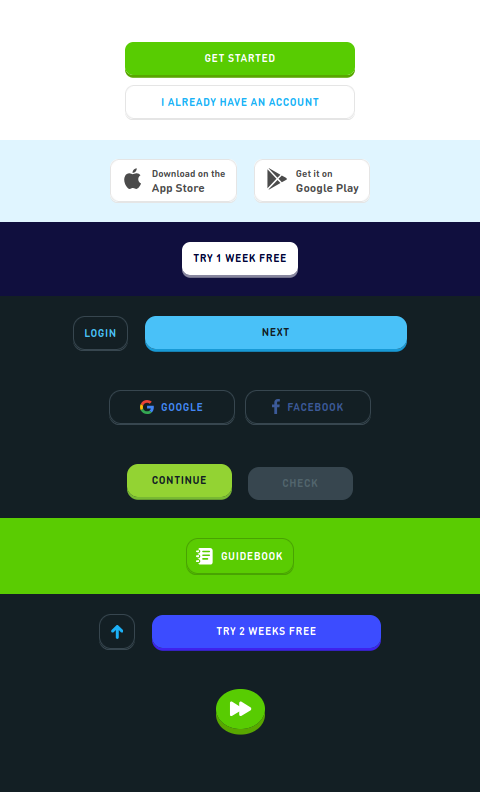 GET STARTED
I ALREADY HAVE AN ACCOUNT
Download on the
App Store
Get it on
Google Play
TRY 1 WEEK FREE
LOGIN
NEXT
GOOGLE
FACEBOOK
CONTINUE
CHECK
GUIDEBOOK
TRY 2 WEEKS FREE